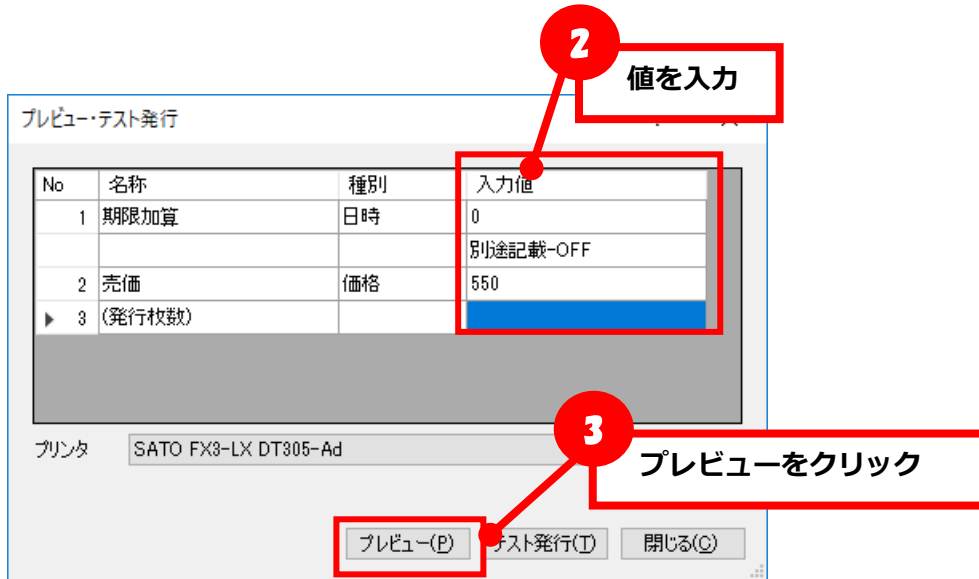 2
値を入力
プレビュー・テスト発行
No 名称 種別 入力値
1 期限加算 日時 0
別途記載-OFF
2 売価 価格 550
3 (発行枚数)
3
プレビューをクリック
プリンタ SATO FX3-LX DT305-Ad
プレビュー(P) テスト発行(T) 閉じる(C)